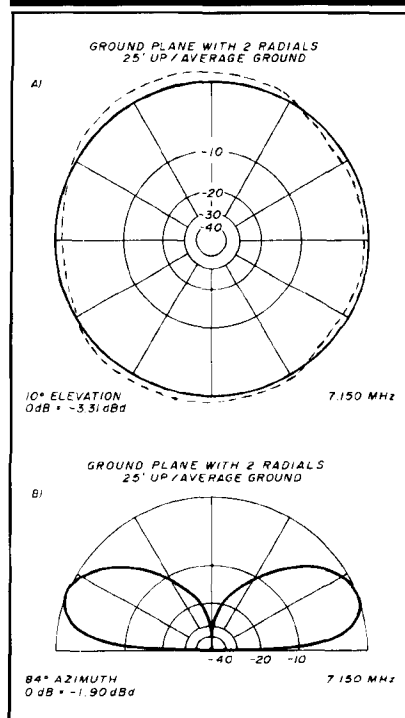 GROUND PLANE WITH 2 RADIALS
25' UP/AVERAGE GROUND
A)
-10
-20
-30
-40
10° ELEVATION
0dB = -3.31dBd
7.150 MHz
GROUND PLANE WITH 2 RADIALS
25' UP/AVERAGE GROUND
B)
-40 -20 -10
84° AZIMUTH
0 dB = -1.90dBd
7.150 MHz